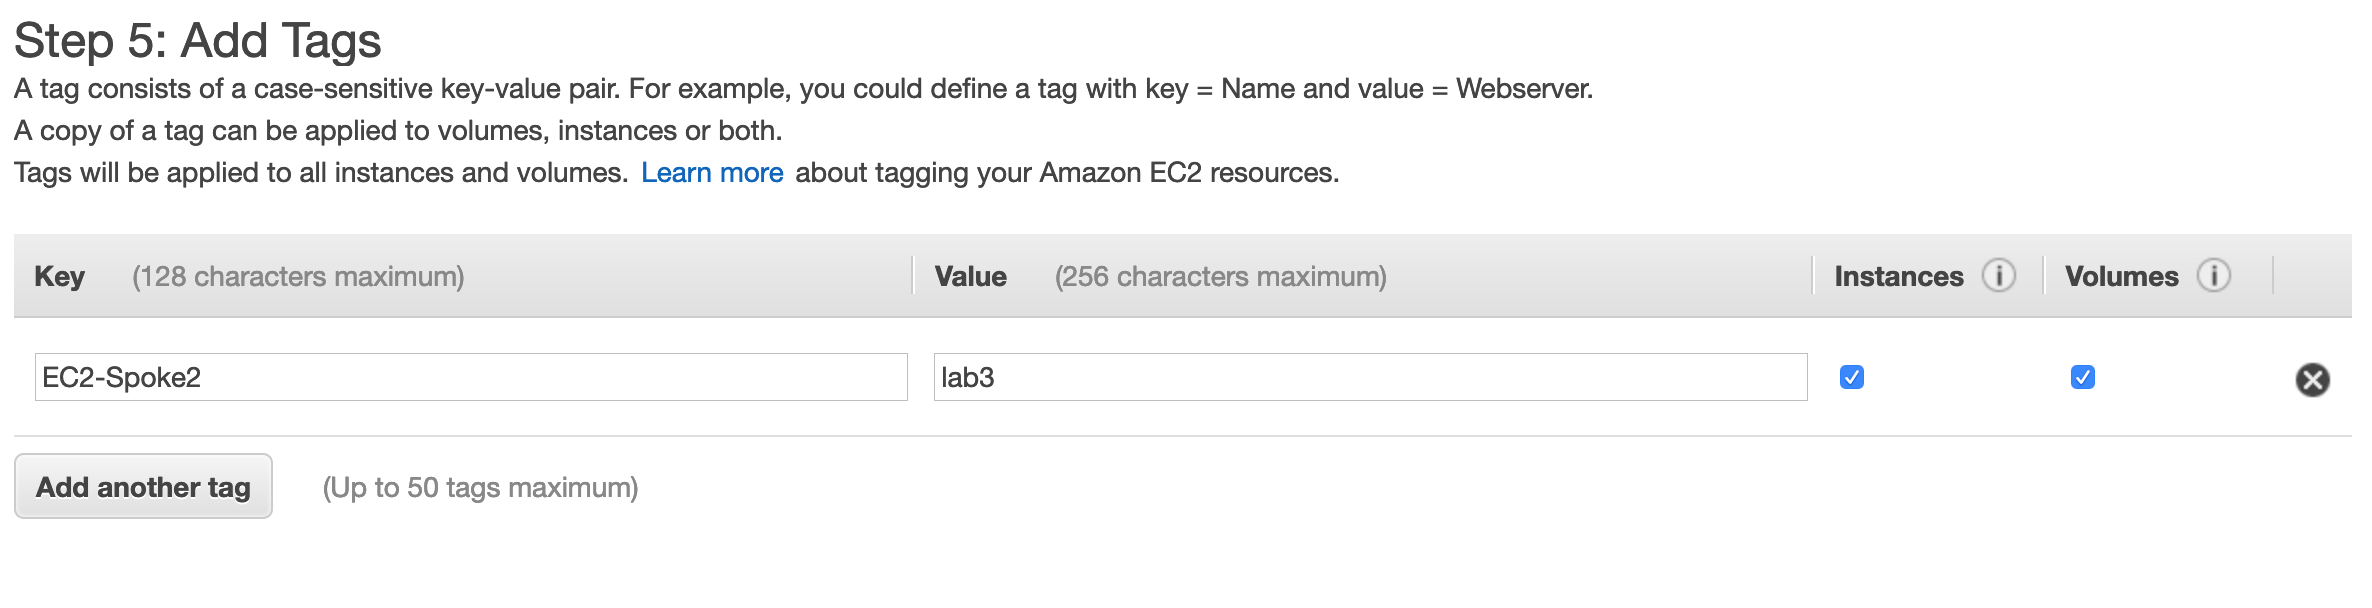 Step 5: Add Tags
A tag consists of a case-sensitive key-value pair. For example, you could define a tag with key = Name and value = Webserver.
A copy of a tag can be applied to volumes, instances or both.
Tags will be applied to all instances and volumes. Learn more about tagging your Amazon EC2 resources.
Key (128 characters maximum) Value (256 characters maximum) Instances i Volumes i
EC2-Spoke2 lab3
Add another tag (Up to 50 tags maximum)